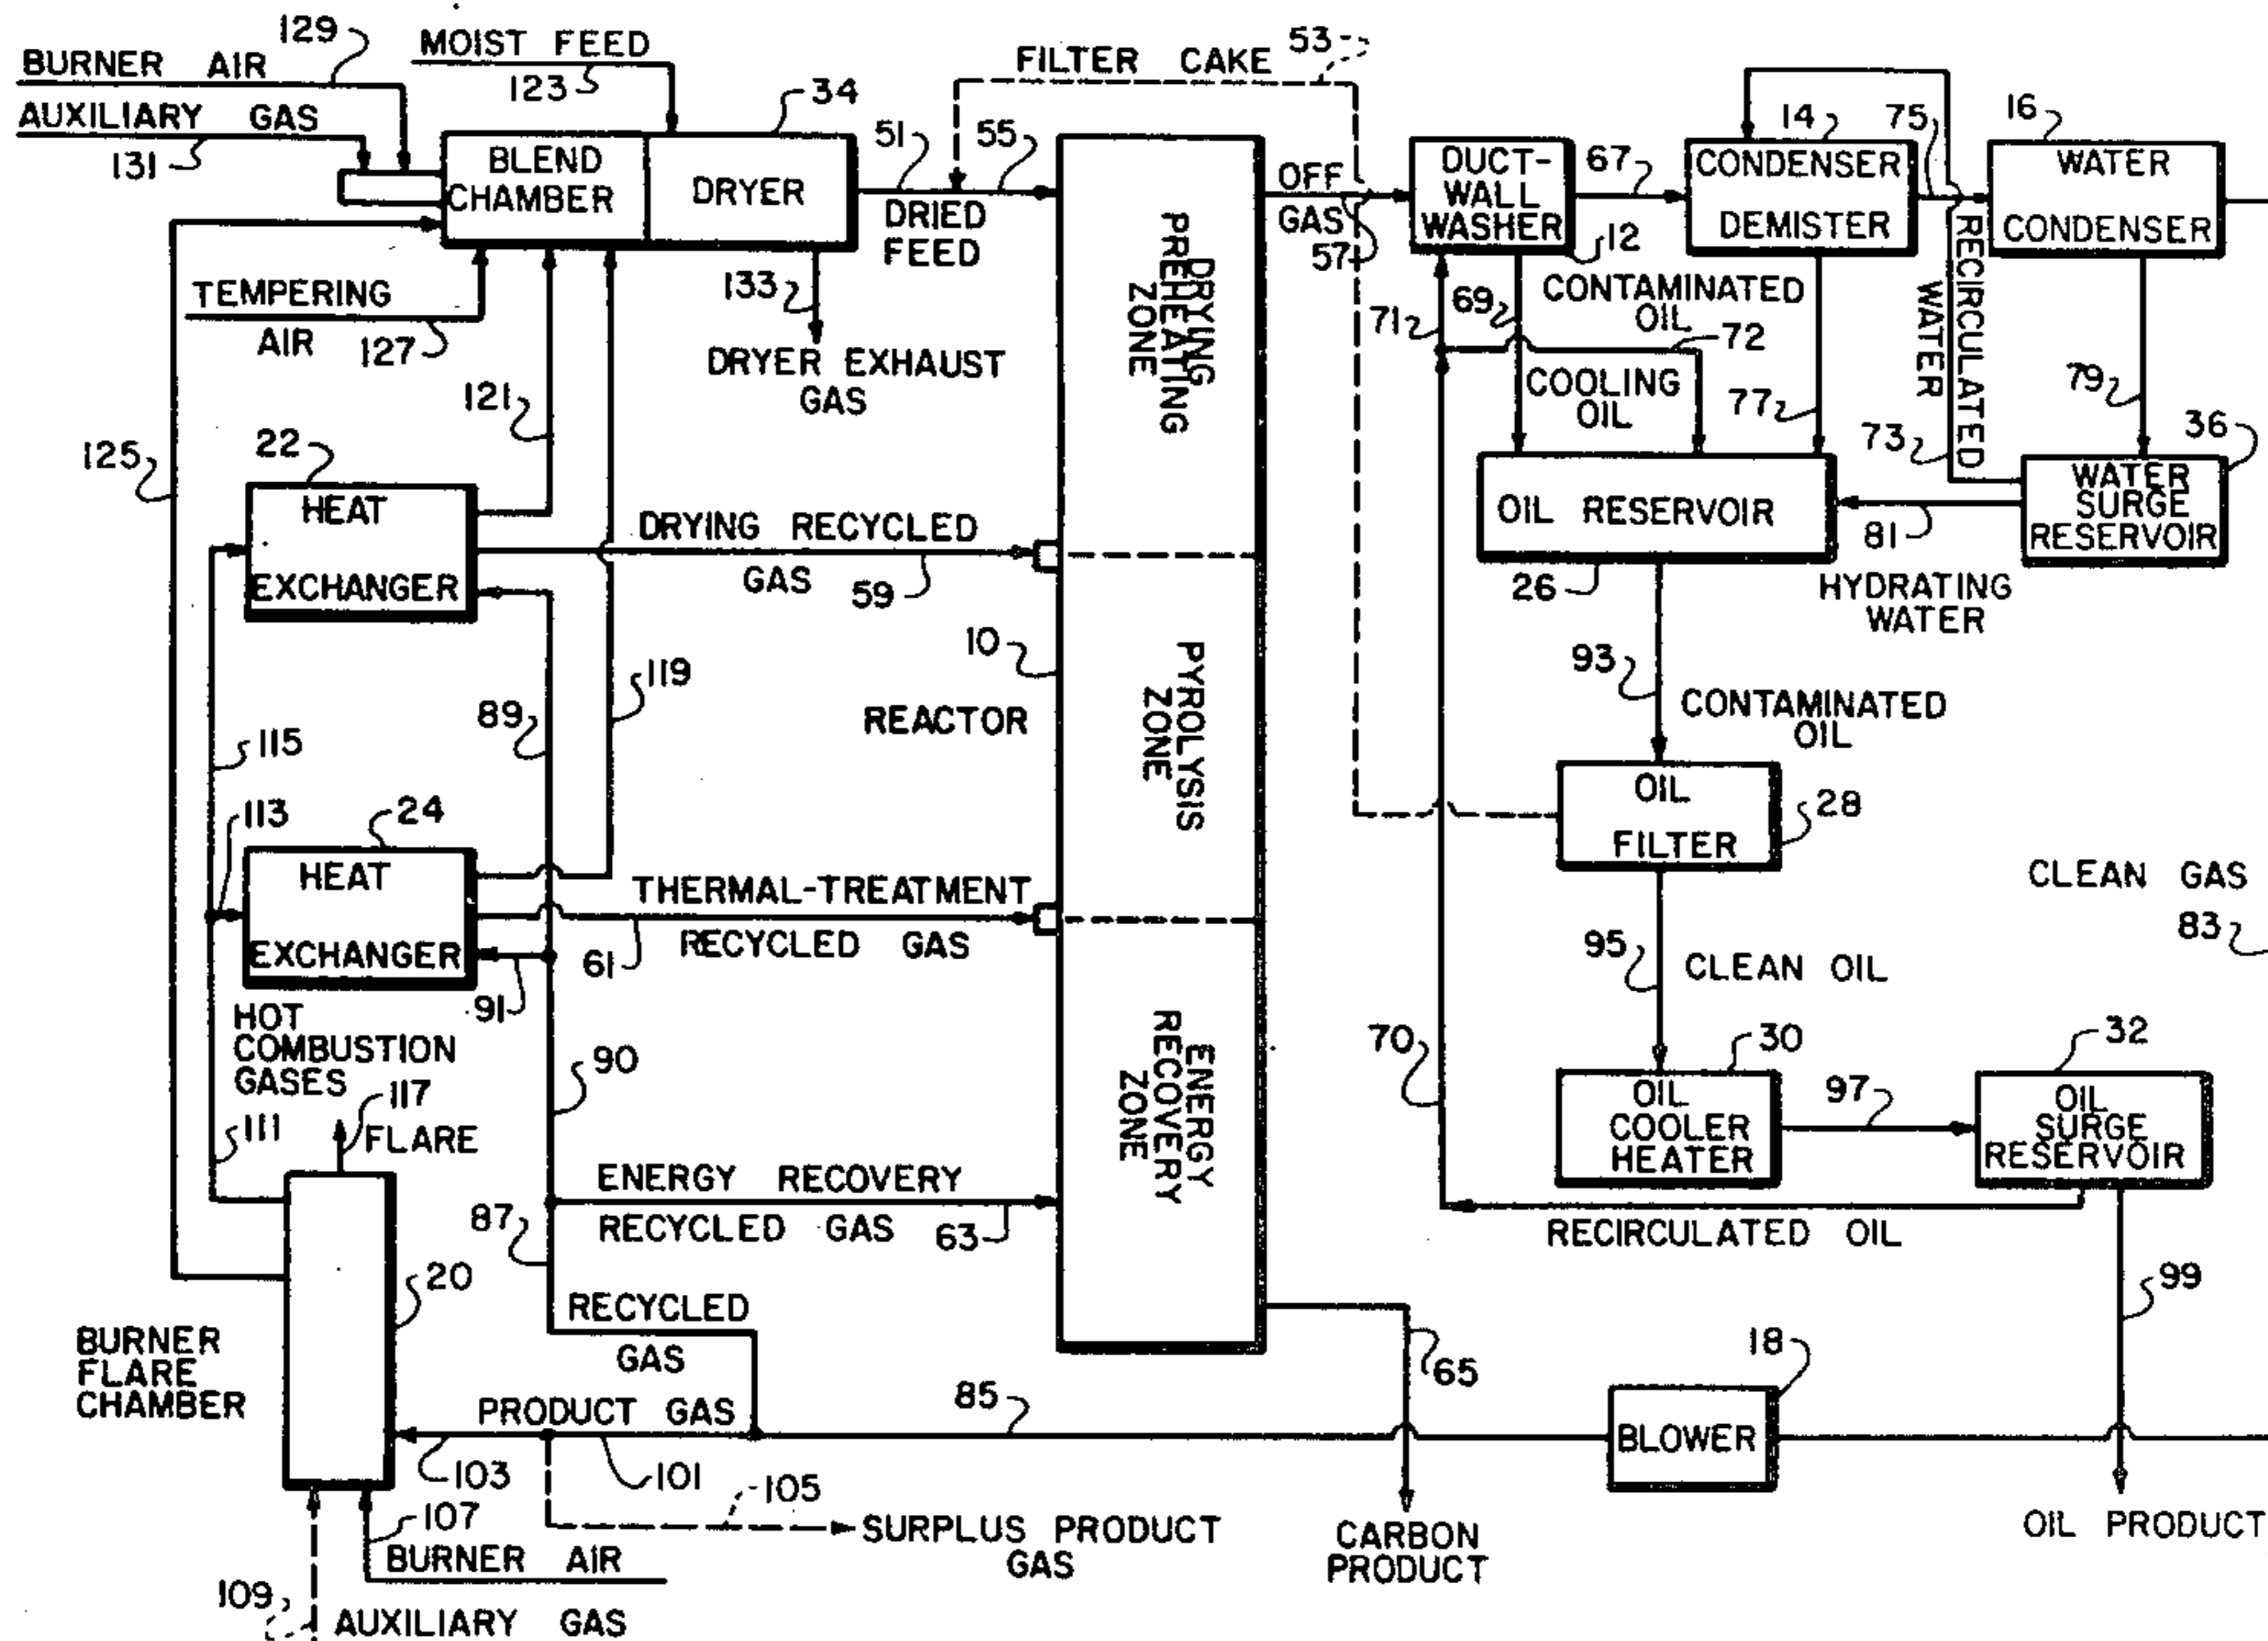 129
BURNER AIR
AUXILIARY GAS
131
MOIST FEED
123
34
BLEND
CHAMBER
DRYER
51
55
DRIED
FEED
FILTER CAKE
53
TEMPERING
AIR
127
133
DRYER EXHAUST
GAS
121
125
22
HEAT
EXCHANGER
DRYING RECYCLED
GAS
59
DRYING
PREHEATING
ZONE
10
REACTOR
PYROLYSIS
ZONE
ENERGY
RECOVERY
ZONE
OFF
GAS
57
DUCT-
WALL
WASHER
12
67
14
CONDENSER
DEMISTER
75
16
WATER
CONDENSER
RECIRCULATED
WATER
71
69
CONTAMINATED
OIL
72
COOLING
OIL
77
73
79
36
WATER
SURGE
RESERVOIR
OIL RESERVOIR
26
81
HYDRATING
WATER
93
CONTAMINATED
OIL
OIL
FILTER
28
CLEAN GAS
83
95
CLEAN OIL
70
30
OIL
COOLER
HEATER
97
32
OIL
SURGE
RESERVOIR
RECIRCULATED OIL
99
OIL PRODUCT
115
113
24
HEAT
EXCHANGER
89
119
THERMAL-TREATMENT
RECYCLED GAS
61
91
HOT
COMBUSTION
GASES
117
FLARE
111
90
ENERGY RECOVERY
RECYCLED GAS
63
87
RECYCLED
GAS
20
BURNER
FLARE
CHAMBER
PRODUCT GAS
103
101
85
18
BLOWER
65
CARBON
PRODUCT
105
SURPLUS PRODUCT
GAS
107
BURNER AIR
109
AUXILIARY GAS